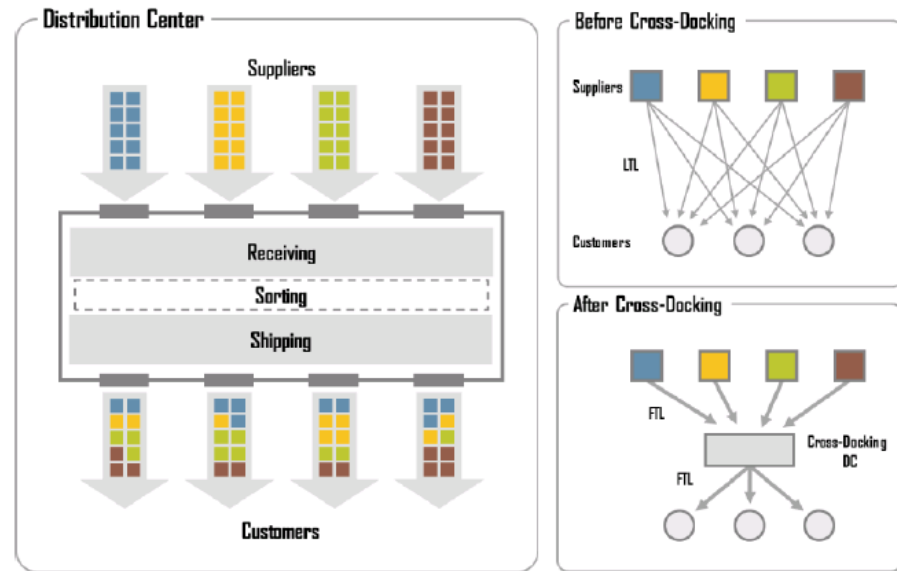 Distribution Center
Suppliers
Receiving
Sorting
Shipping
Customers
Before Cross-Docking
Suppliers
LTL
Customers
After Cross-Docking
FTL
Cross-Docking
DC
FTL